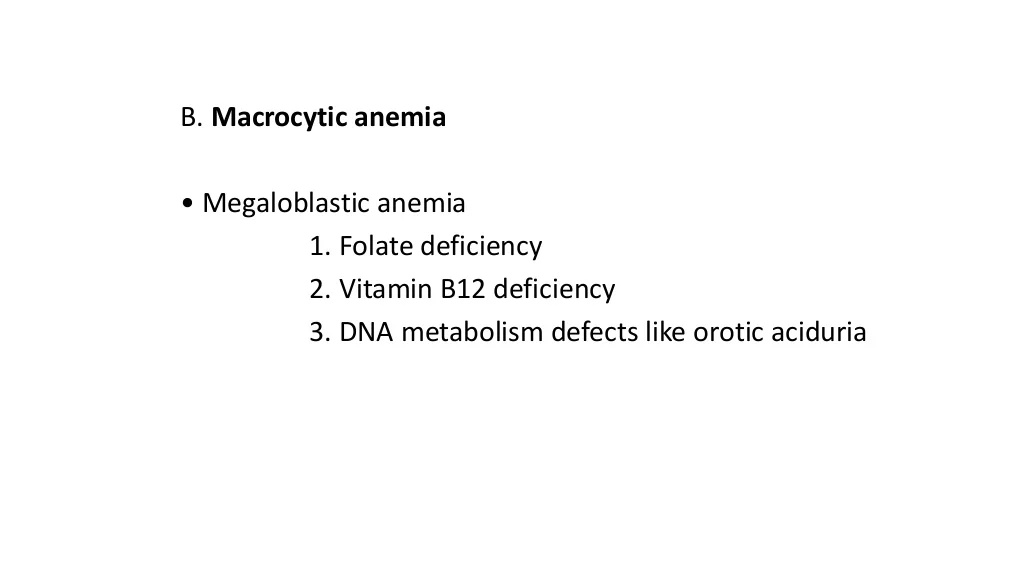 B. Macrocytic anemia
• Megaloblastic anemia
1. Folate deficiency
2. Vitamin B12 deficiency
3. DNA metabolism defects like orotic aciduria